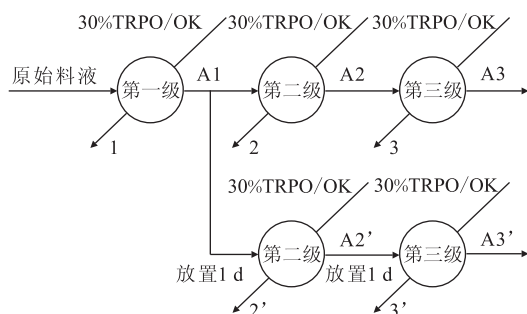 30%TRPO/OK 30%TRPO/OK 30%TRPO/OK
原始料液 第一级 A1 第二级 A2 第三级 A3
1 2 3
30%TRPO/OK 30%TRPO/OK
放置1 d 第二级 A2’ 放置1 d 第三级 A3’
2’ 3’